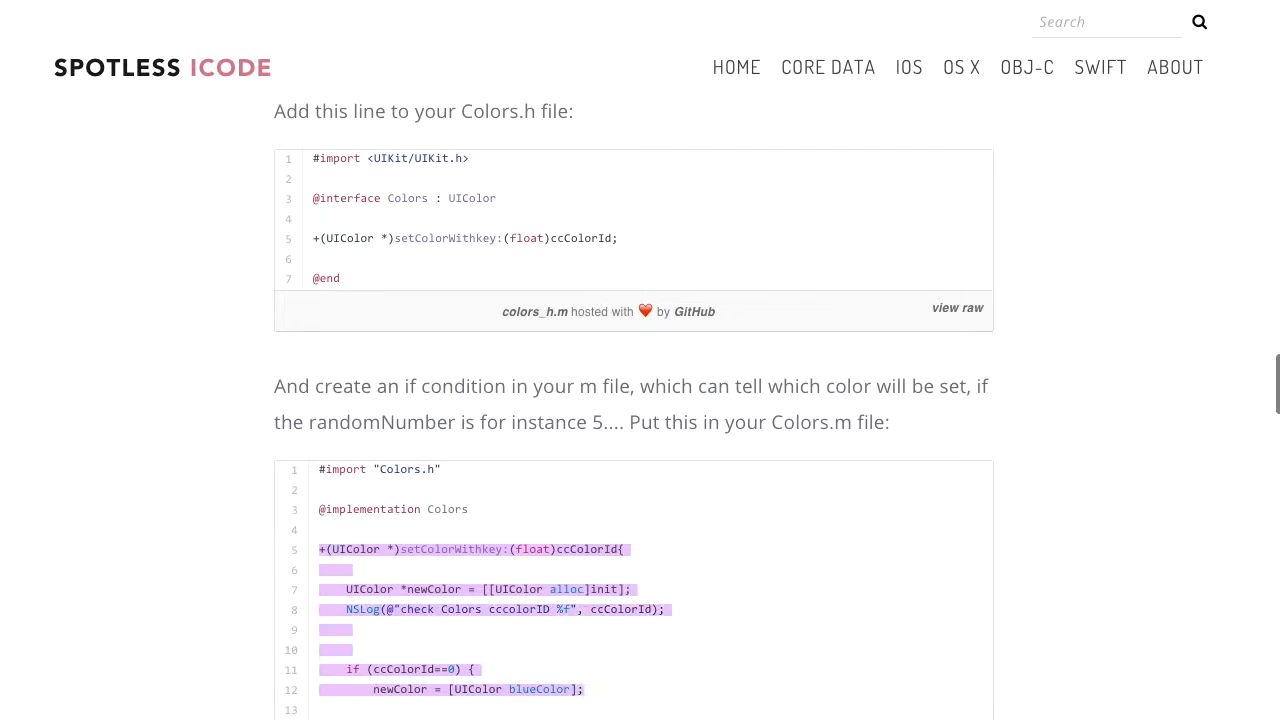 Search
SPOTLESS ICODE
HOME CORE DATA IOS OS X OBJ-C SWIFT ABOUT
Add this line to your Colors.h file:
1 #import <UIKit/UIKit.h>
2
3 @interface Colors : UIColor
4
5 +(UIColor *)setColorWithkey:(float)ccColorId;
6
7 @end
colors_h.m hosted with ❤ by GitHub view raw
And create an if condition in your m file, which can tell which color will be set, if
the randomNumber is for instance 5.... Put this in your Colors.m file:
1 #import "Colors.h"
2
3 @implementation Colors
4
5 +(UIColor *)setColorWithkey:(float)ccColorId{
6
7 UIColor *newColor = [[UIColor alloc]init];
8 NSLog(@"check Colors cccolorID %f", ccColorId);
9
10
11 if (ccColorId==0) {
12 newColor = [UIColor blueColor];
13